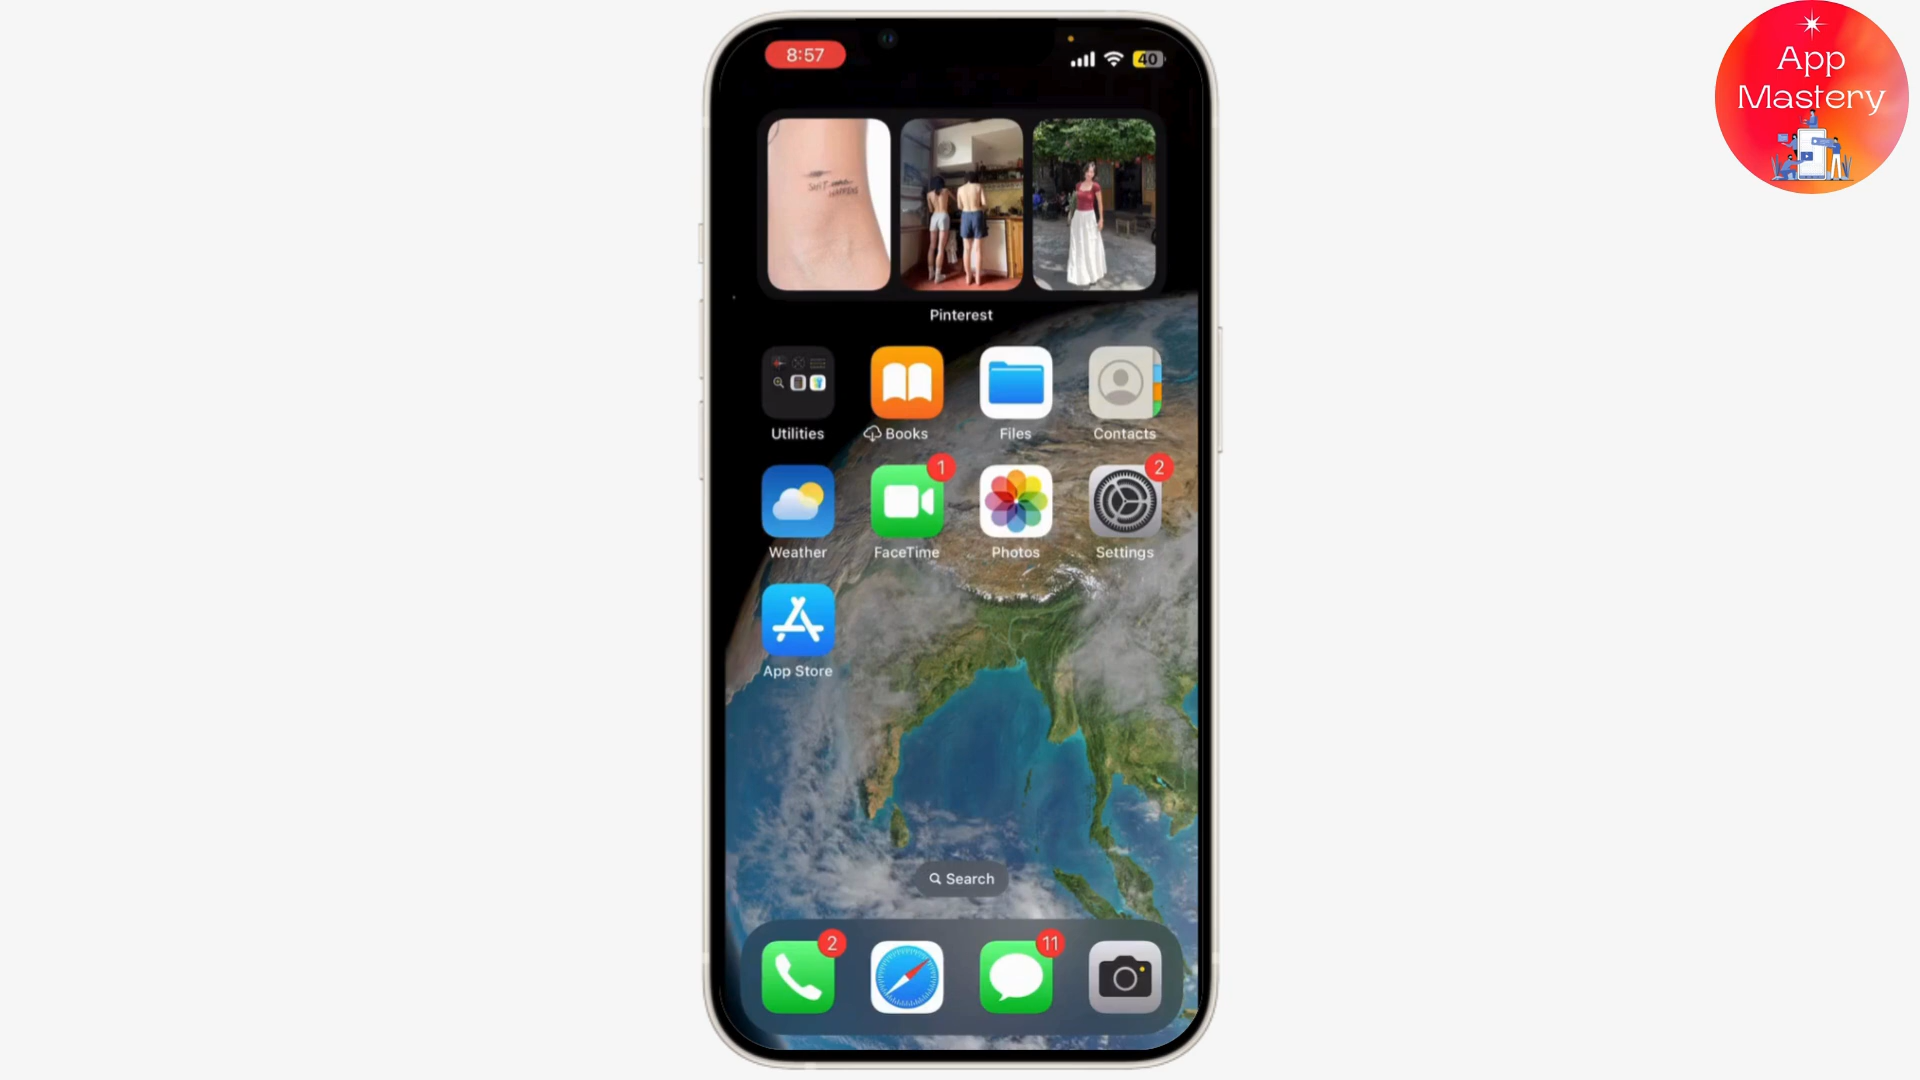 8:57
40
App
Mastery
Pinterest
Utilities
Books
Files
Contacts
1
2
Weather
FaceTime
Photos
Settings
App Store
Search
2
11